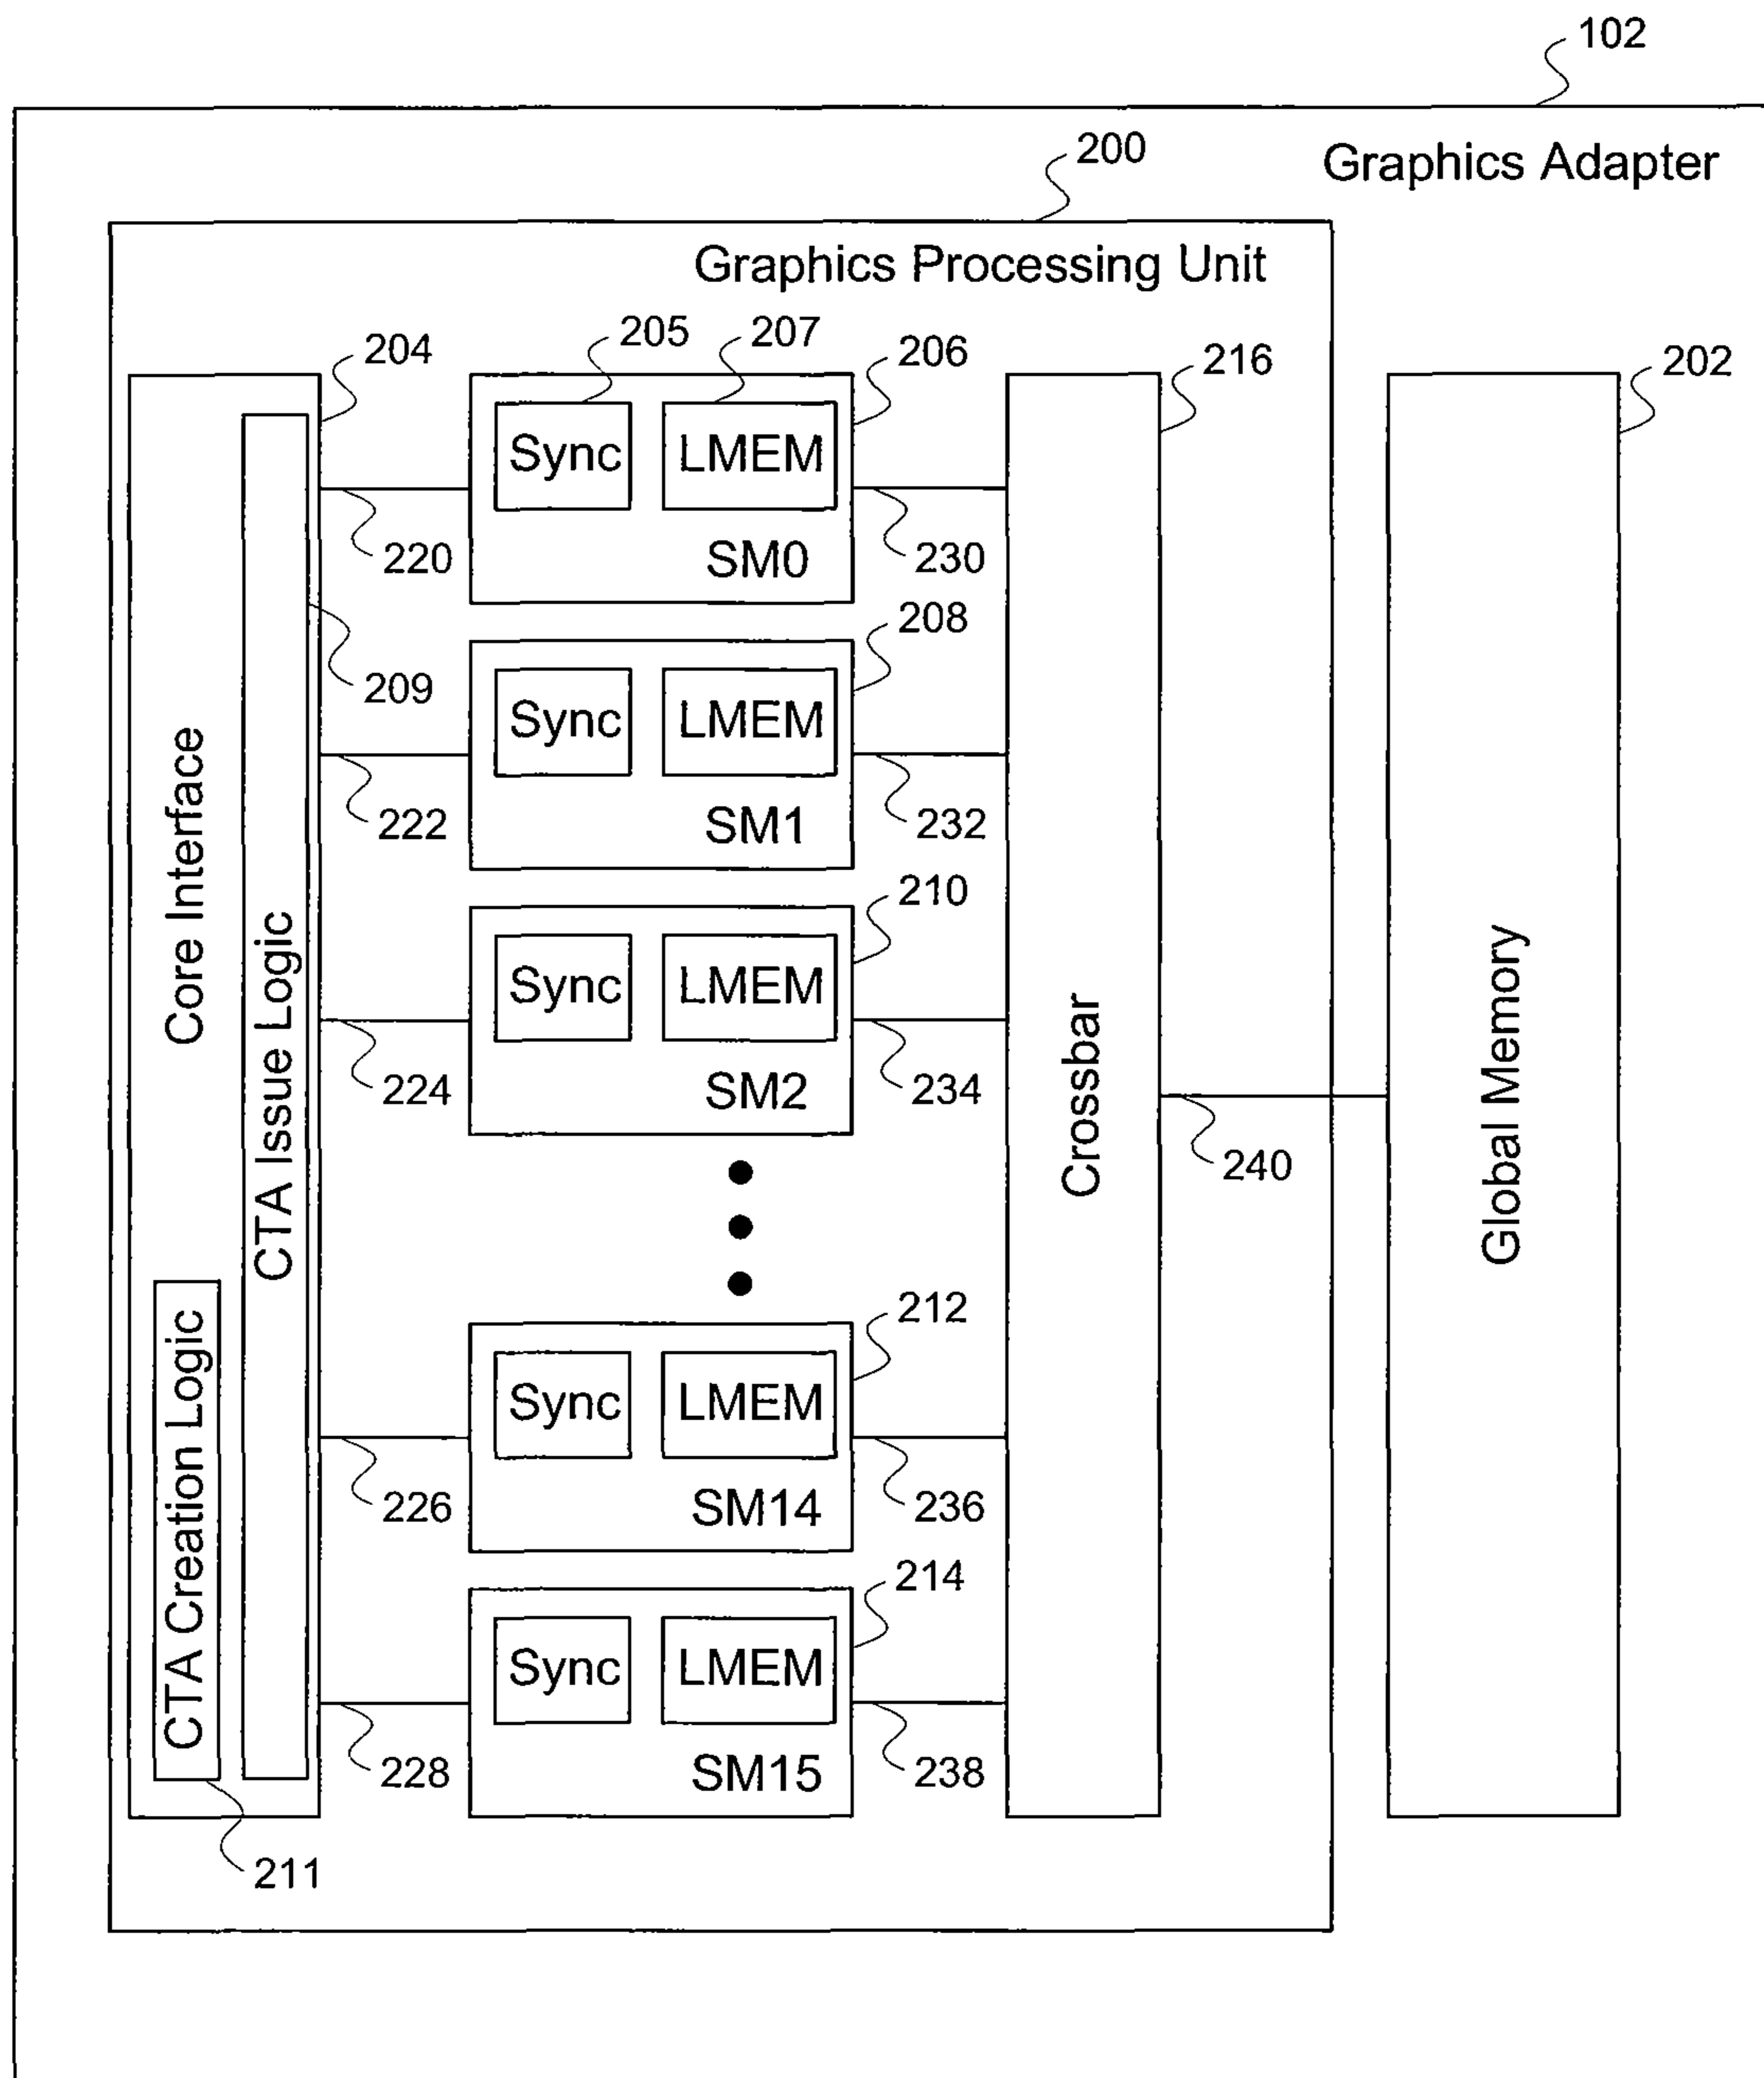 102
Graphics Adapter
200
Graphics Processing Unit
204
205
207
206
216
202
Sync
LMEM
SM0
220
230
209
208
Sync
LMEM
SM1
222
232
210
Sync
LMEM
SM2
224
234
Core Interface
CTA Issue Logic
CTA Creation Logic
Crossbar
240
Global Memory
212
Sync
LMEM
SM14
226
236
214
Sync
LMEM
SM15
228
238
211